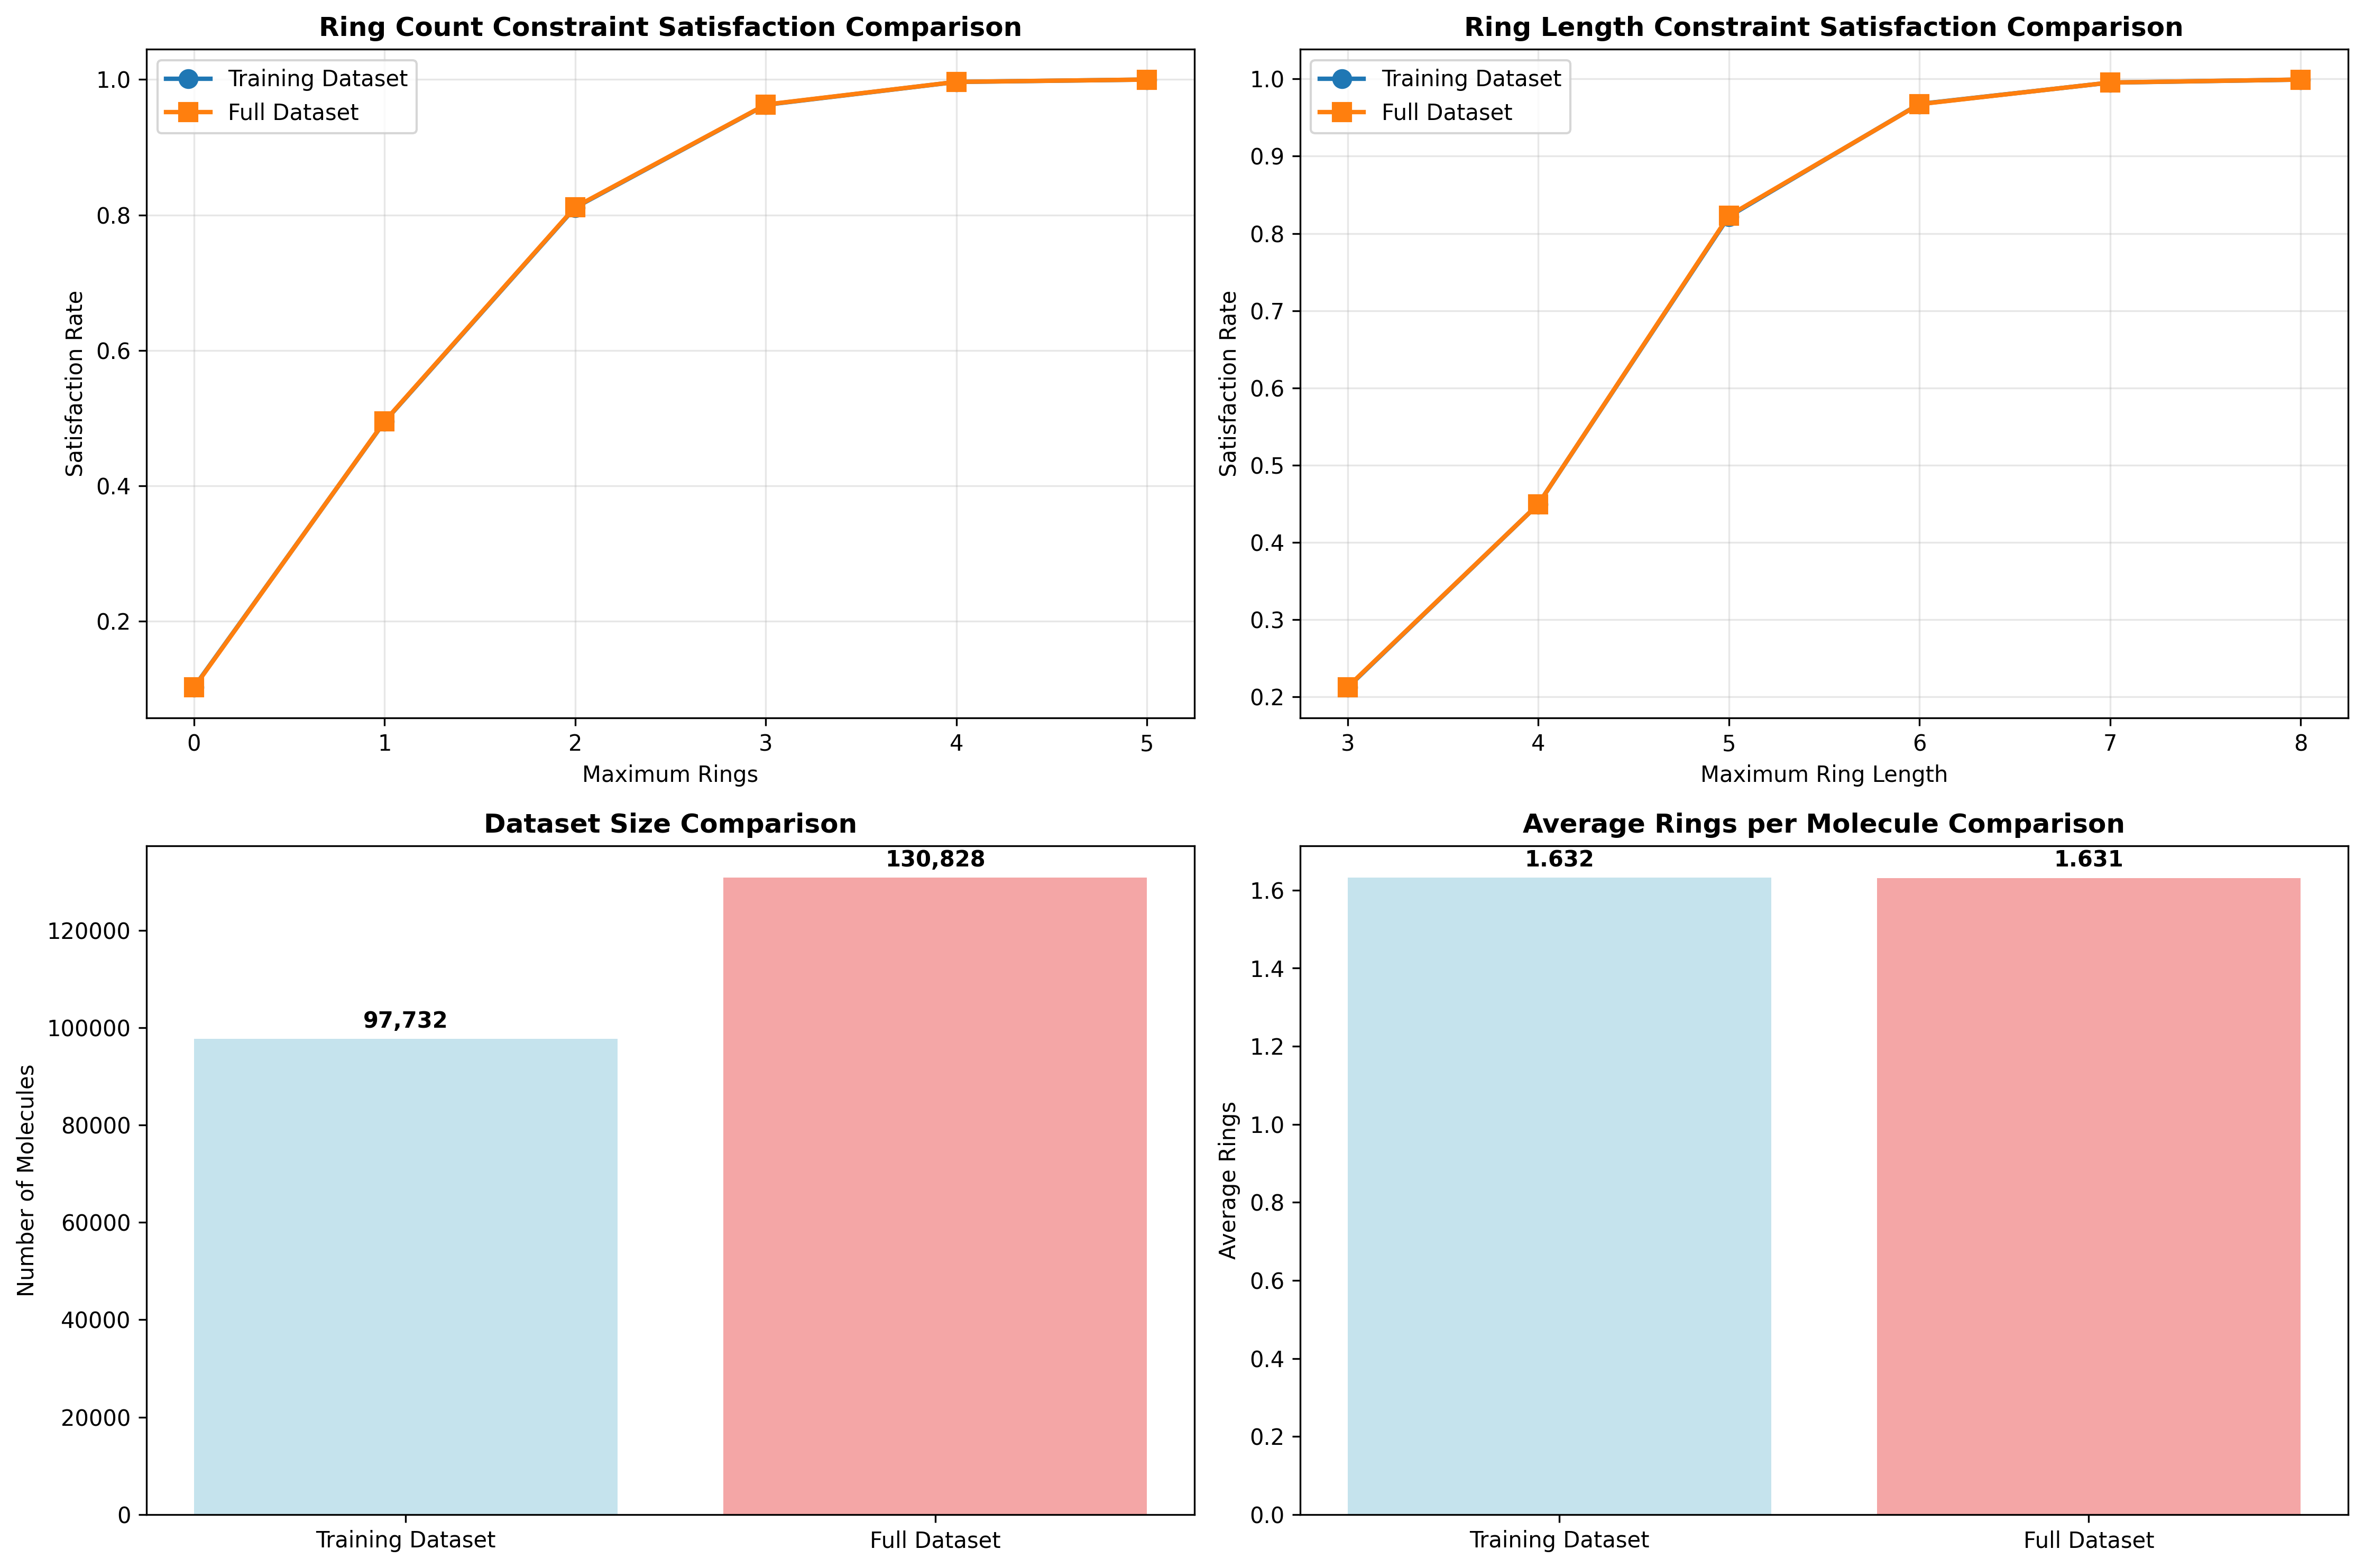 Ring Count Constraint Satisfaction Comparison
Training Dataset
Full Dataset
1.0
0.8
0.6
0.4
0.2
Satisfaction Rate
0 1 2 3 4 5
Maximum Rings
Ring Length Constraint Satisfaction Comparison
Training Dataset
Full Dataset
1.0
0.9
0.8
0.7
0.6
0.5
0.4
0.3
0.2
Satisfaction Rate
3 4 5 6 7 8
Maximum Ring Length
Dataset Size Comparison
130,828
97,732
120000
100000
80000
60000
40000
20000
0
Number of Molecules
Training Dataset Full Dataset
Average Rings per Molecule Comparison
1.632 1.631
1.6
1.4
1.2
1.0
0.8
0.6
0.4
0.2
0.0
Average Rings
Training Dataset Full Dataset